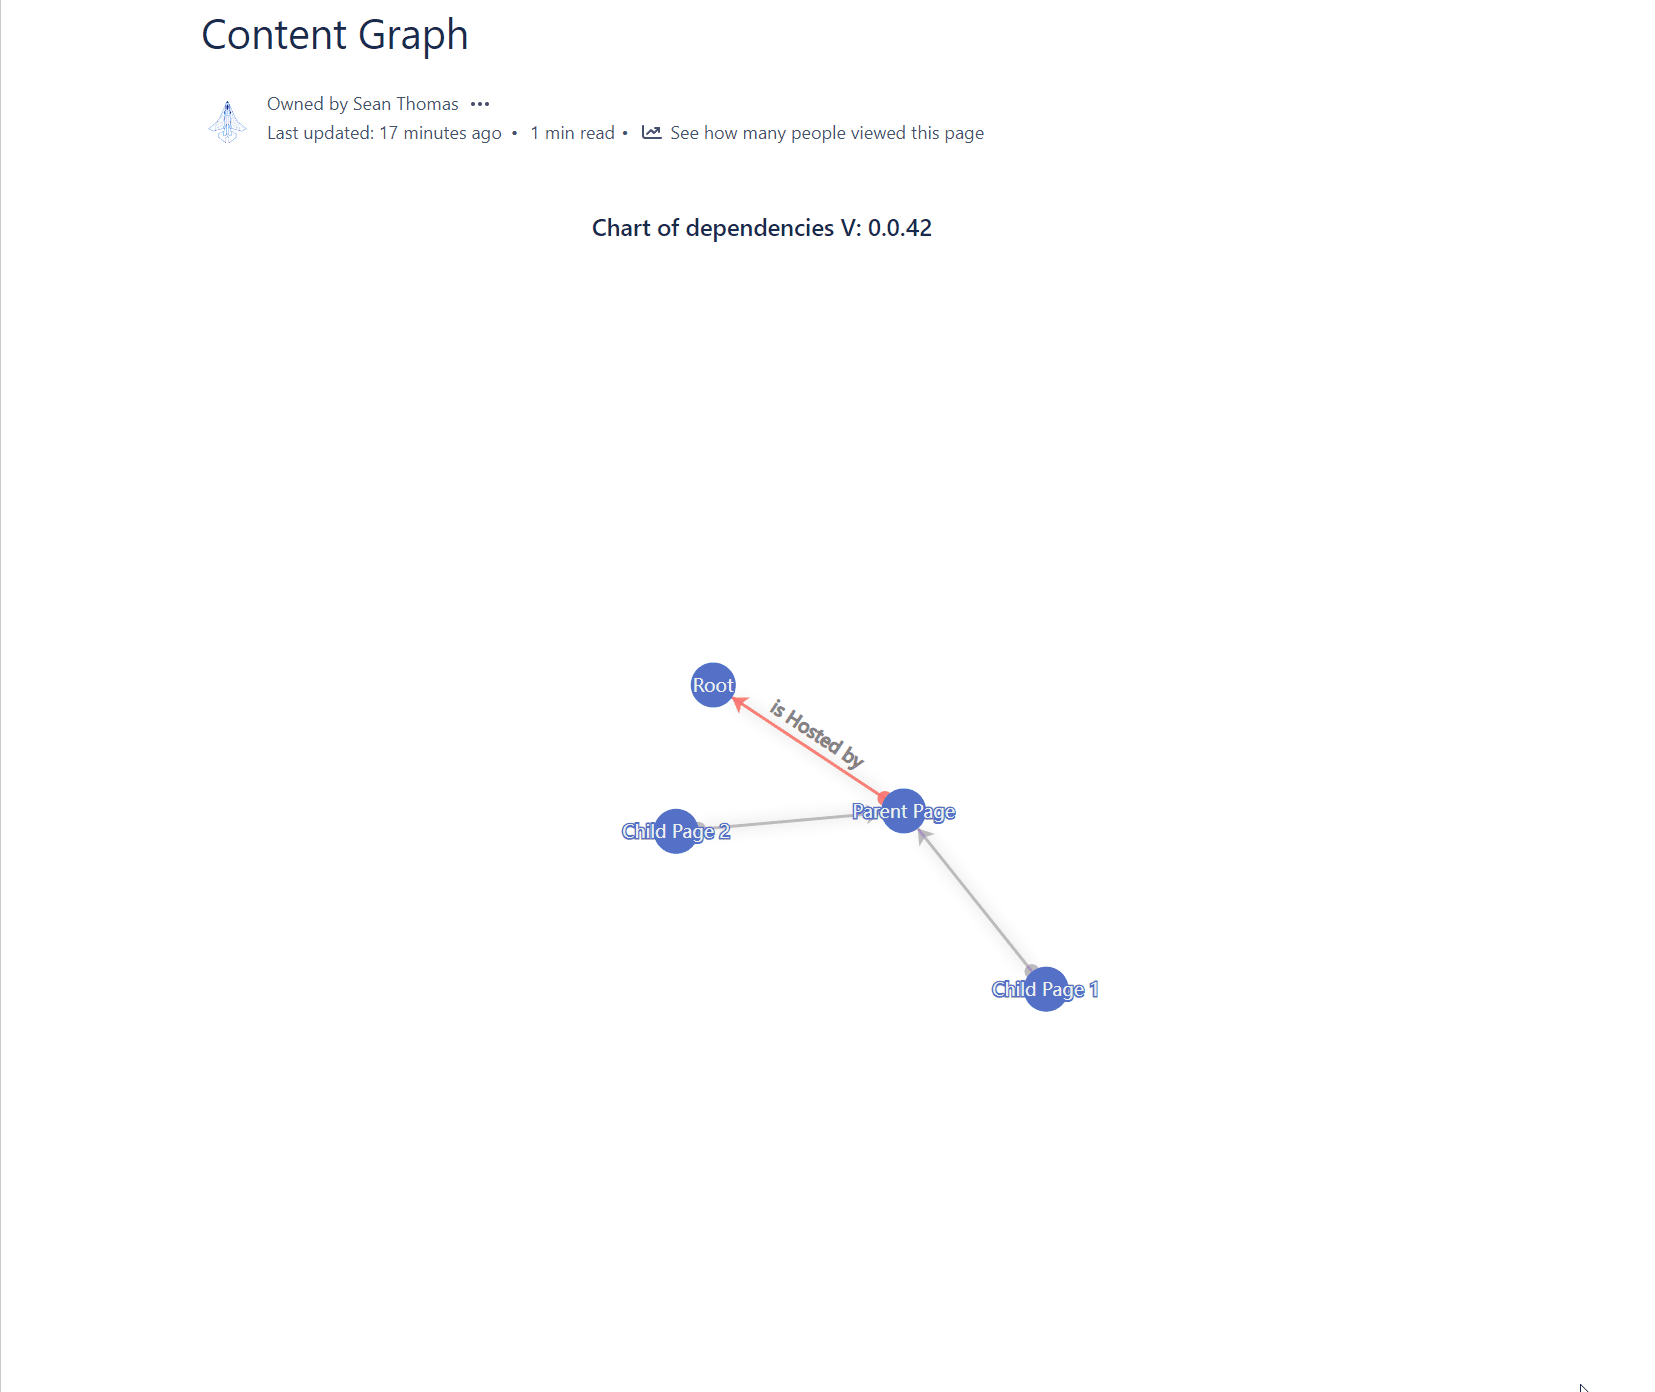 Content Graph
Owned by Sean Thomas •••
Last updated: 17 minutes ago • 1 min read • See how many people viewed this page
Chart of dependencies V: 0.0.42
Root
is Hosted by
Parent Page
Child Page 2
Child Page 1